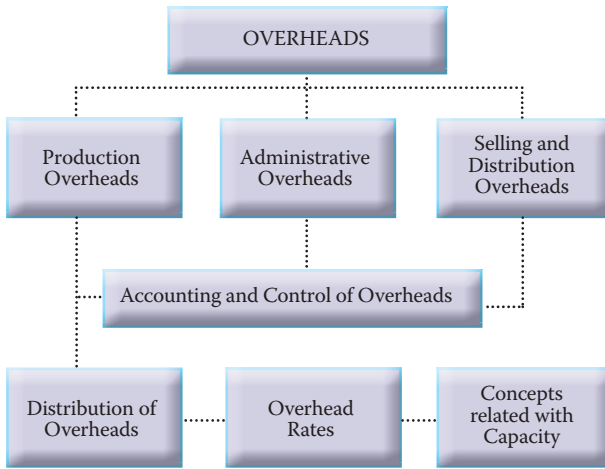 OVERHEADS
Production
Overheads
Administrative
Overheads
Selling and
Distribution
Overheads
Accounting and Control of Overheads
Distribution of
Overheads
Overhead
Rates
Concepts
related with
Capacity